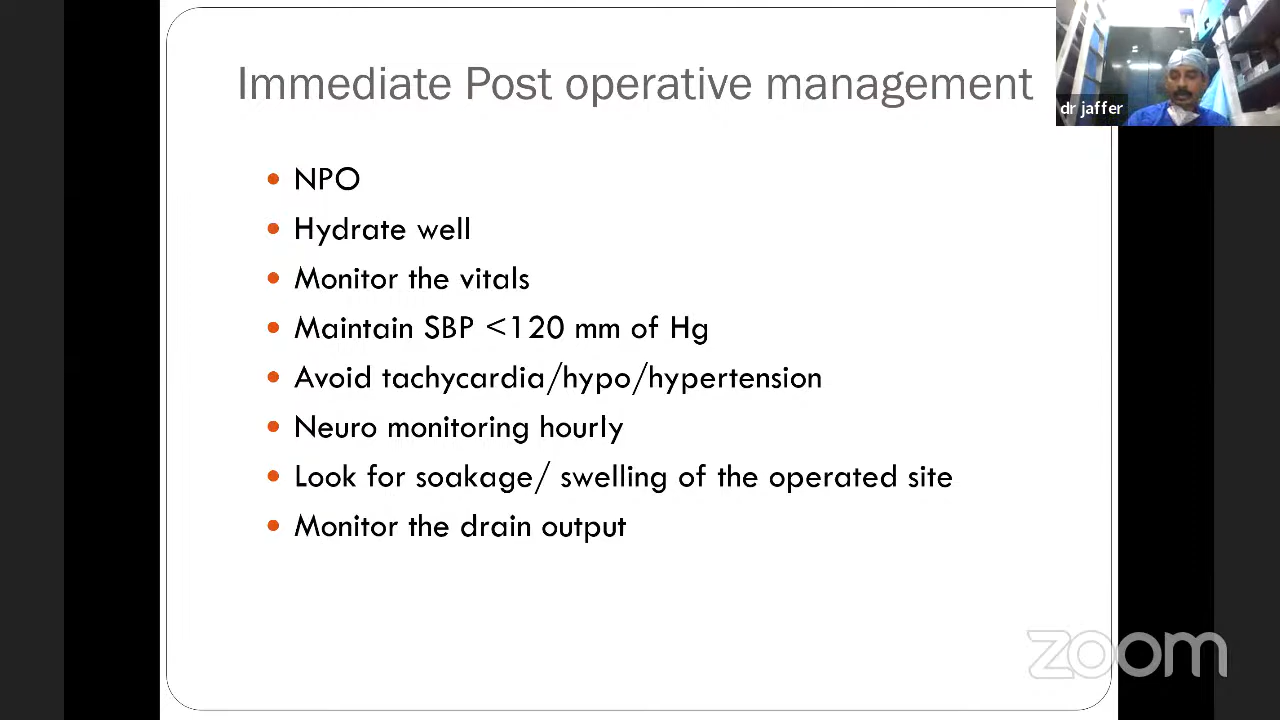 Immediate Post operative management
dr jaffer
NPO
Hydrate well
Monitor the vitals
Maintain SBP <120 mm of Hg
Avoid tachycardia/hypo/hypertension
Neuro monitoring hourly
Look for soakage/ swelling of the operated site
Monitor the drain output
zoom